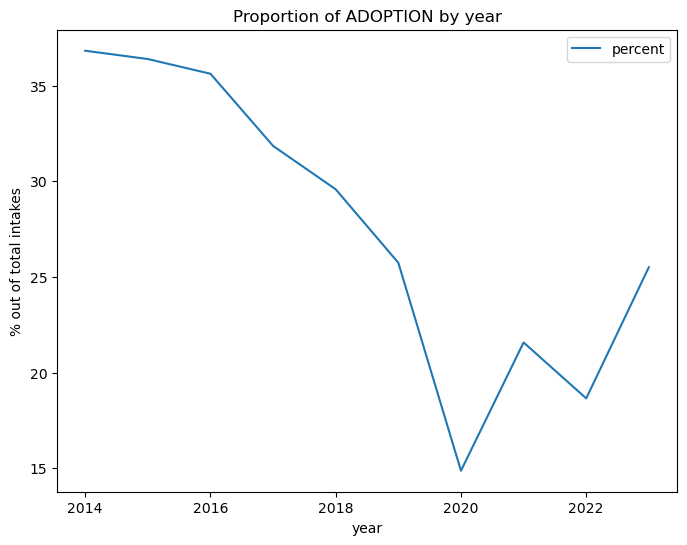 Proportion of ADOPTION by year
percent
% out of total intakes
35
30
25
20
15
2014 2016 2018 2020 2022
year